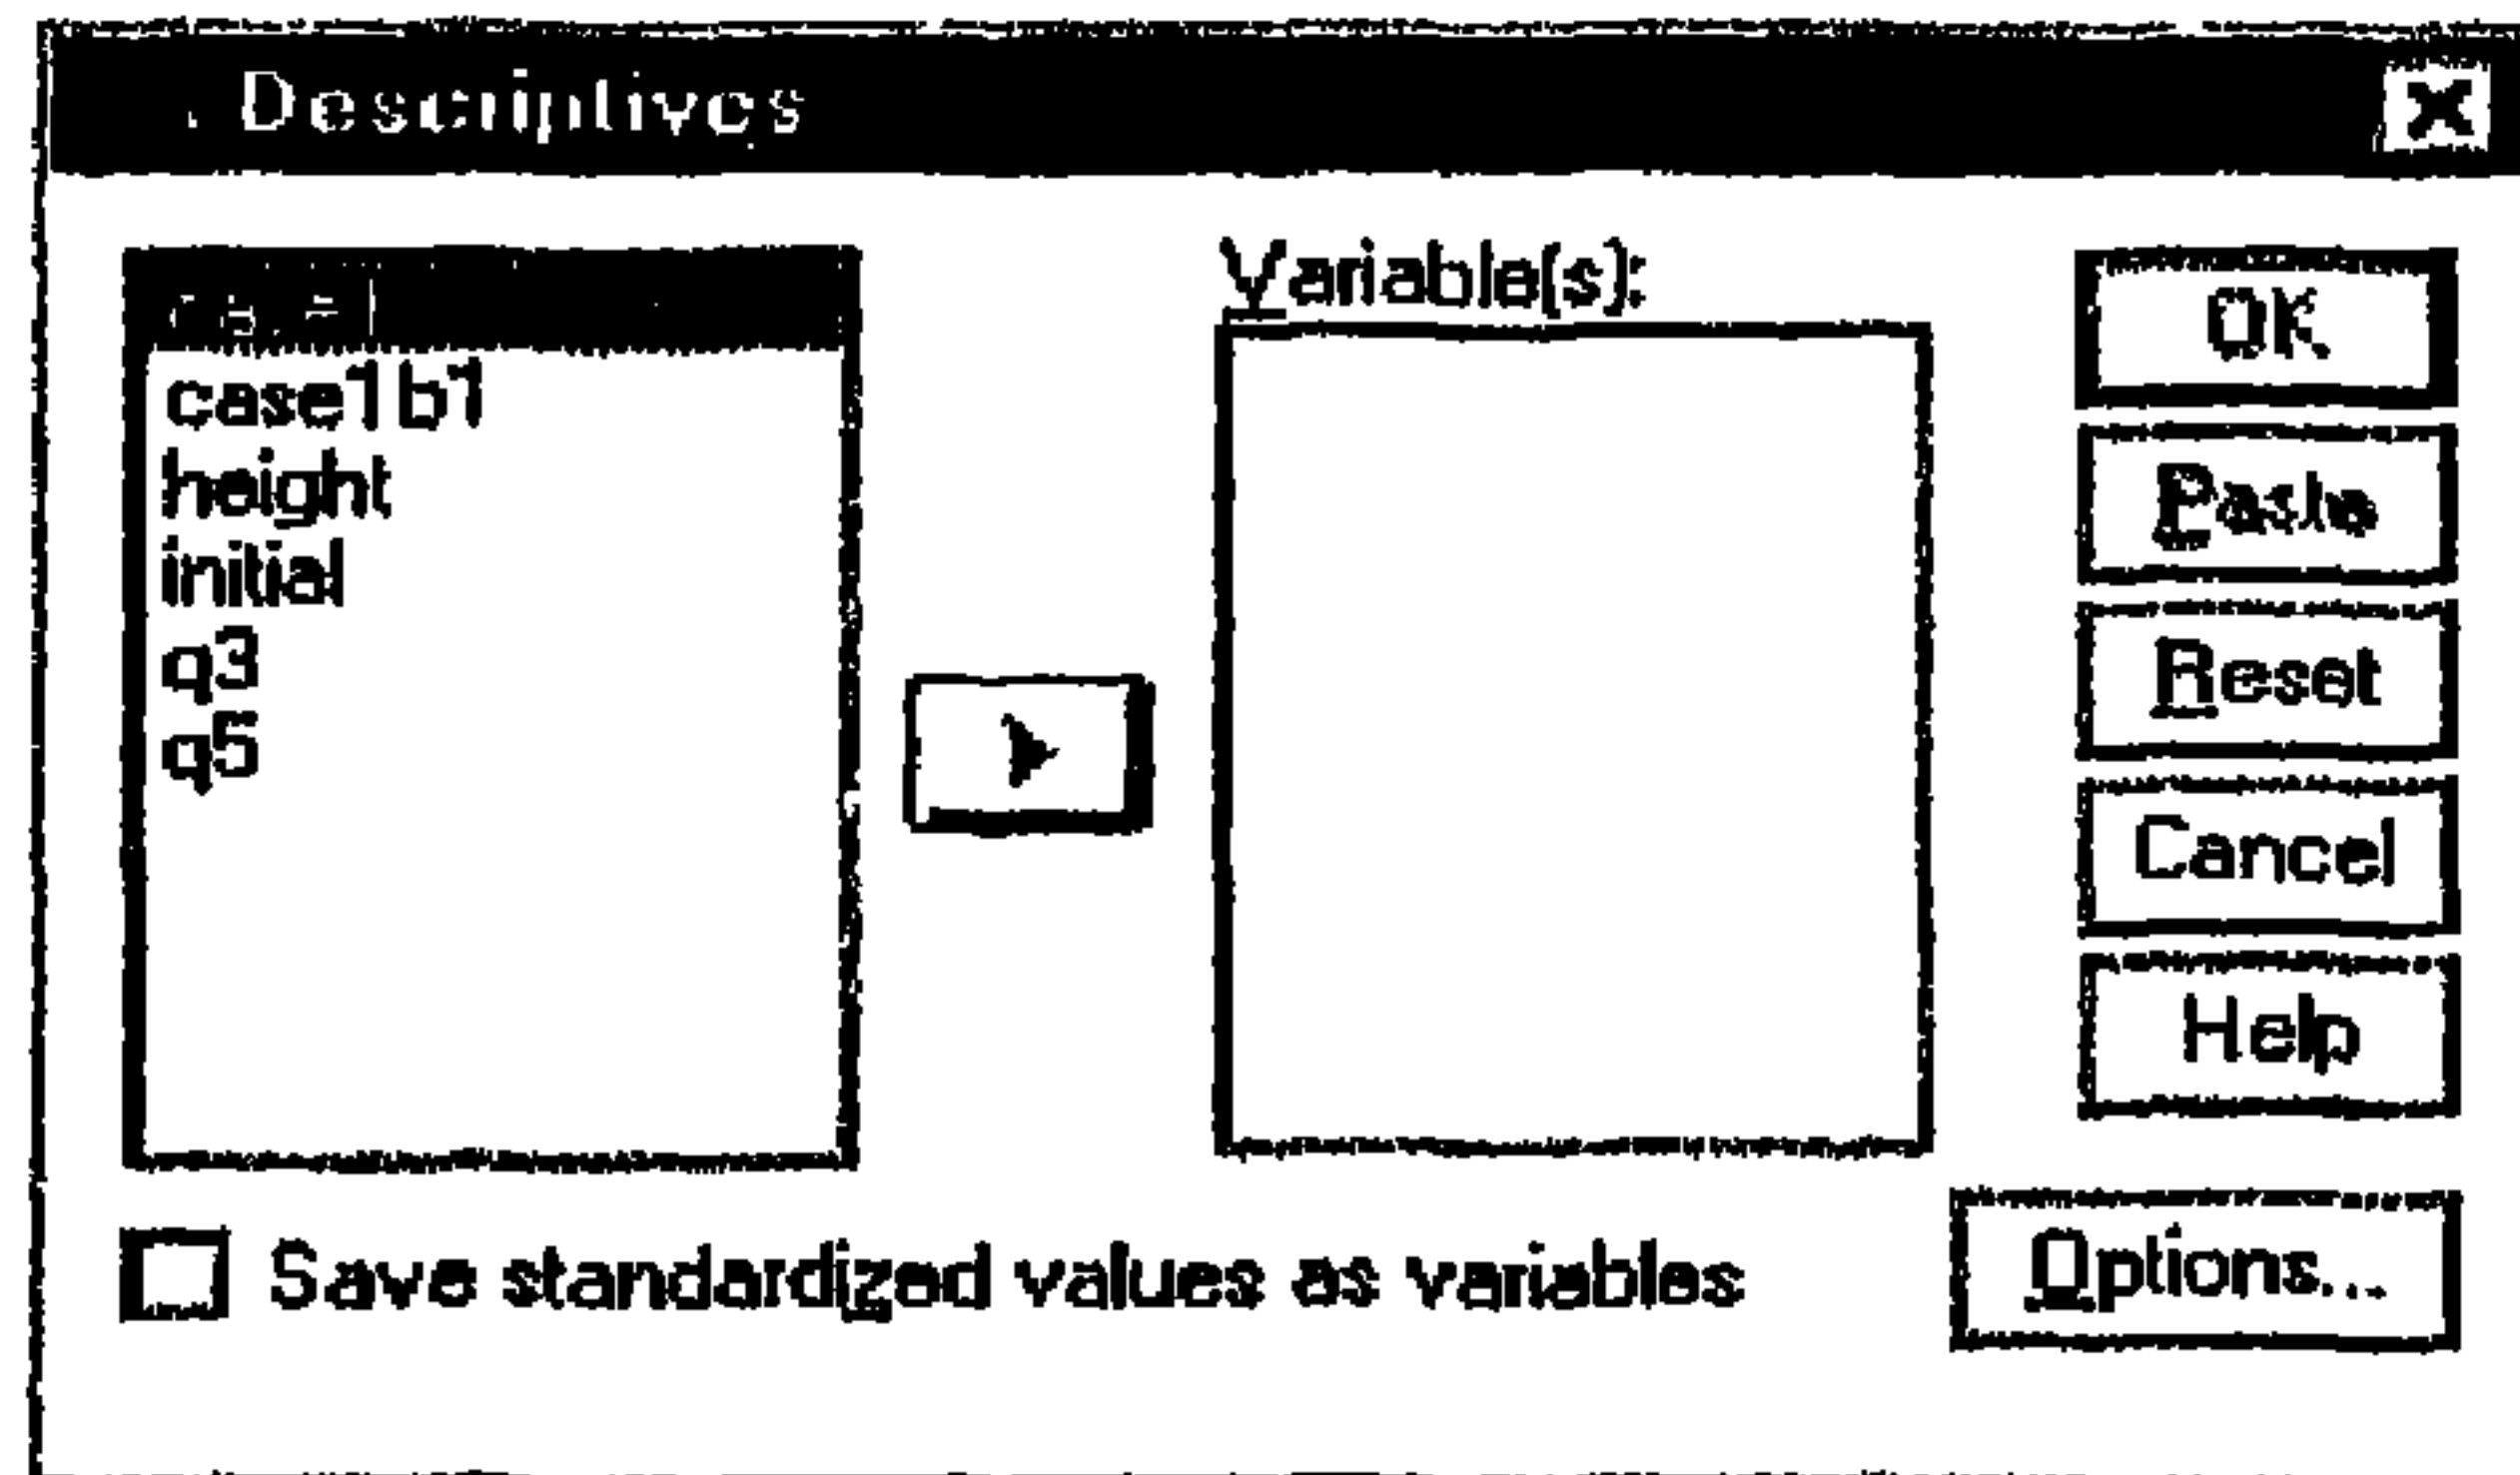 Descriptives
Variable(s):
case1b1
height
initial
q3
q5
OK
Paste
Reset
Cancel
Help
Save standardized values as variables
Options...